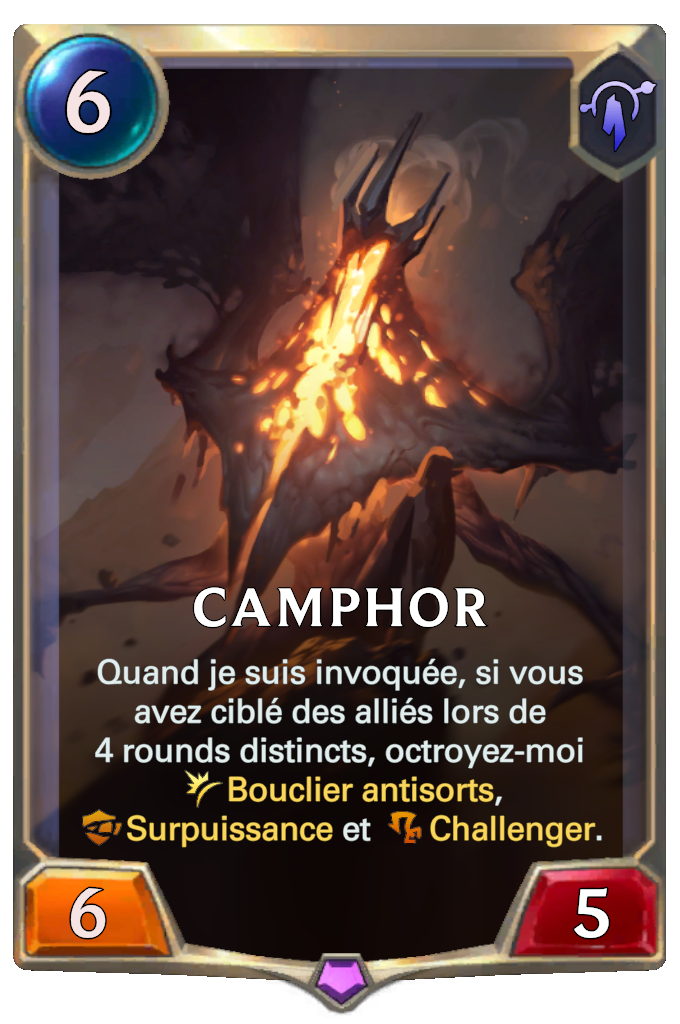 6
CAMPHOR
Quand je suis invoquée, si vous
avez ciblé des alliés lors de
4 rounds distincts, octroyez-moi
Bouclier antisorts,
Surpuissance et Challenger.
6
5